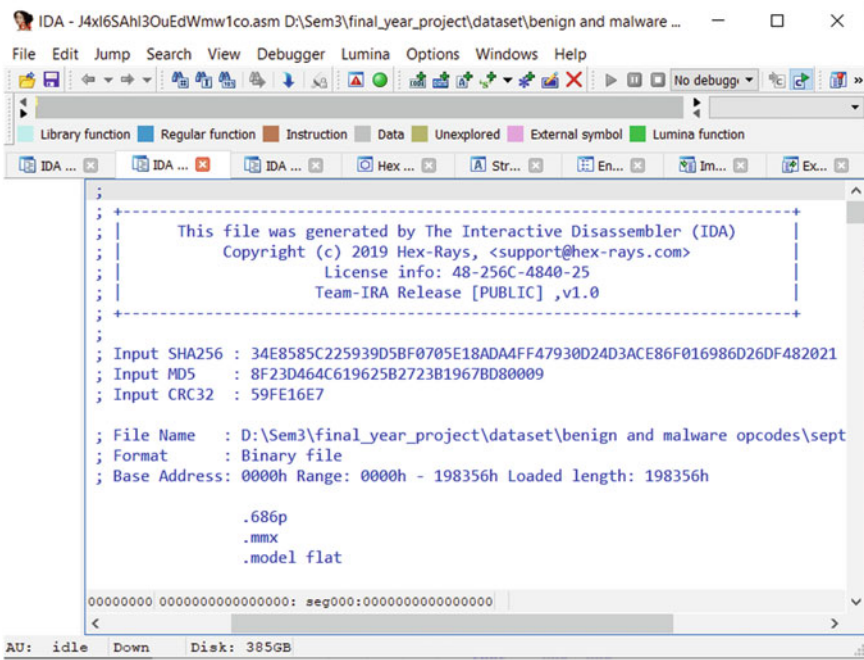 IDA - J4xI6SAhI3OuEdWmw1co.asm D:\Sem3\final_year_project\dataset\benign and malware ...
File Edit Jump Search View Debugger Lumina Options Windows Help
No debugge
Library function Regular function Instruction Data Unexplored External symbol Lumina function
IDA ... IDA ... IDA ... Hex ... Str... En... Im... Ex...
;
; +-------------------------------------------------------------------------+
; | This file was generated by The Interactive Disassembler (IDA) |
; | Copyright (c) 2019 Hex-Rays, <support@hex-rays.com> |
; | License info: 48-256C-4840-25 |
; | Team-IRA Release [PUBLIC] ,v1.0 |
; +-------------------------------------------------------------------------+
;
; Input SHA256 : 34E8585C225939D5BF0705E18ADA4FF47930D24D3ACE86F016986D26DF482021
; Input MD5 : 8F23D464C619625B2723B1967BD80009
; Input CRC32 : 59FE16E7
; File Name : D:\Sem3\final_year_project\dataset\benign and malware opcodes\sept
; Format : Binary file
; Base Address: 0000h Range: 0000h - 198356h Loaded length: 198356h
.686p
.mmx
.model flat
00000000 0000000000000000: seg000:0000000000000000
AU: idle Down Disk: 385GB